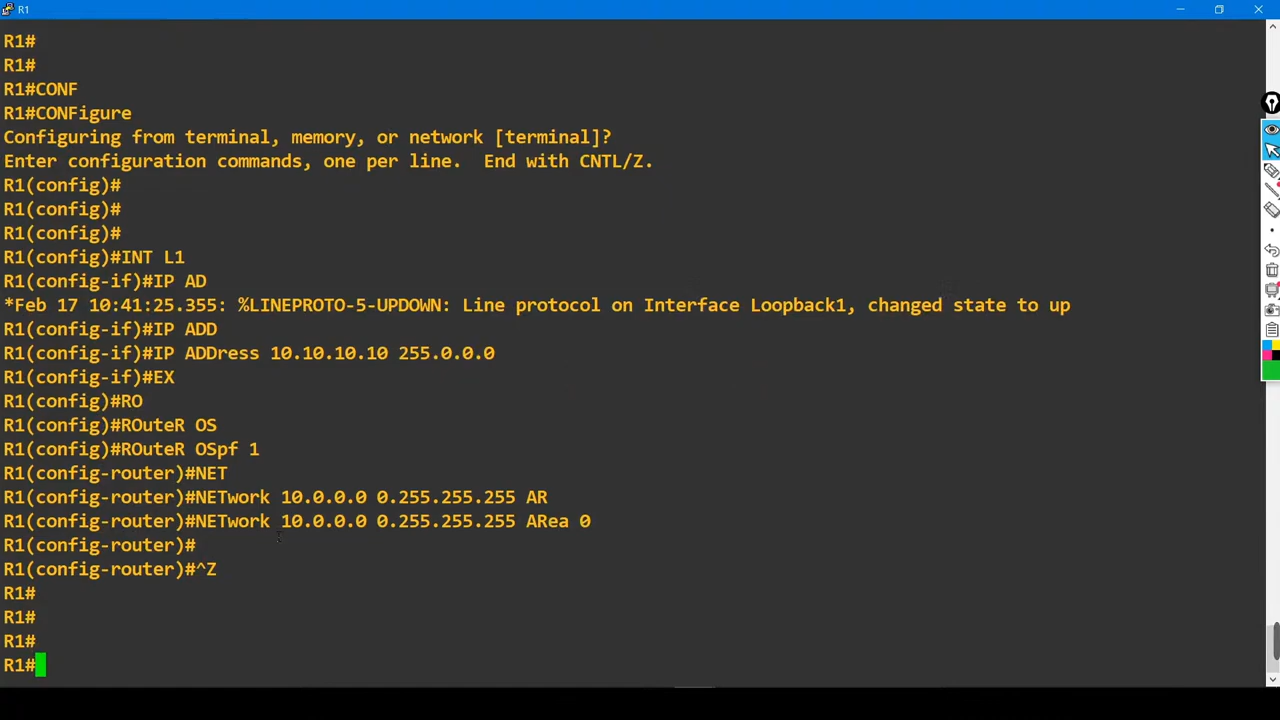 R1
R1#
R1#
R1#CONF
R1#CONFigure
Configuring from terminal, memory, or network [terminal]?
Enter configuration commands, one per line.  End with CNTL/Z.
R1(config)#
R1(config)#
R1(config)#
R1(config)#INT L1
R1(config-if)#IP AD
*Feb 17 10:41:25.355: %LINEPROTO-5-UPDOWN: Line protocol on Interface Loopback1, changed state to up
R1(config-if)#IP ADD
R1(config-if)#IP ADDress 10.10.10.10 255.0.0.0
R1(config-if)#EX
R1(config)#RO
R1(config)#ROuteR OS
R1(config)#ROuteR OSpf 1
R1(config-router)#NET
R1(config-router)#NETwork 10.0.0.0 0.255.255.255 AR
R1(config-router)#NETwork 10.0.0.0 0.255.255.255 ARea 0
R1(config-router)#
R1(config-router)#^Z
R1#
R1#
R1#
R1#